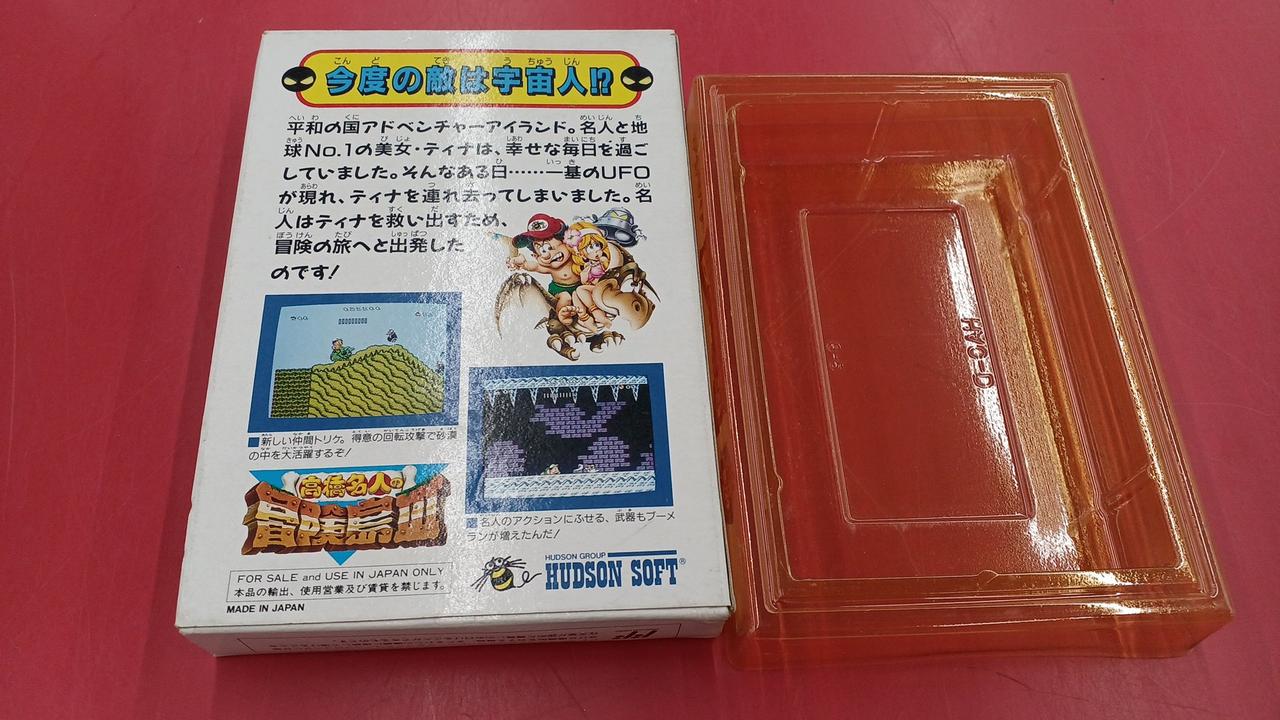 今度の敵は宇宙人!?
平和の国アドベンチャーアイランド。名人と地
球No.1の美女・ティナは、幸せな毎日を過ご
していました。そんなある日……一基のUFO
が現れ、ティナを連れ去ってしまいました。名
人はティナを救い出すため、
冒険の旅へと出発した
のです!
■新しい仲間トリケ。得意の回転攻撃で砂漠
の中を大活躍するぞ!
高橋名人の
冒険島III
■名人のアクションにふせる、武器もブーメ
ランが増えたんだ!
HUDSON GROUP
HUDSON SOFT®
FOR SALE and USE IN JAPAN ONLY
本品の輸出、使用営業及び賃貸を禁じます。
MADE IN JAPAN
HVC-D